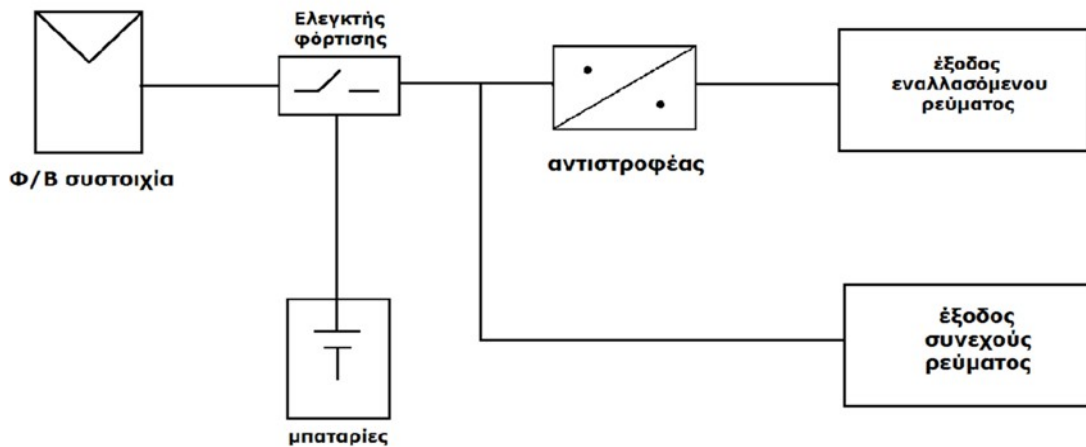 Ελεγκτής
φόρτισης
Φ/Β συστοιχία
αντιστροφέας
έξοδος
εναλλασόμενου
ρεύματος
έξοδος
συνεχούς
ρεύματος
μπαταρίες